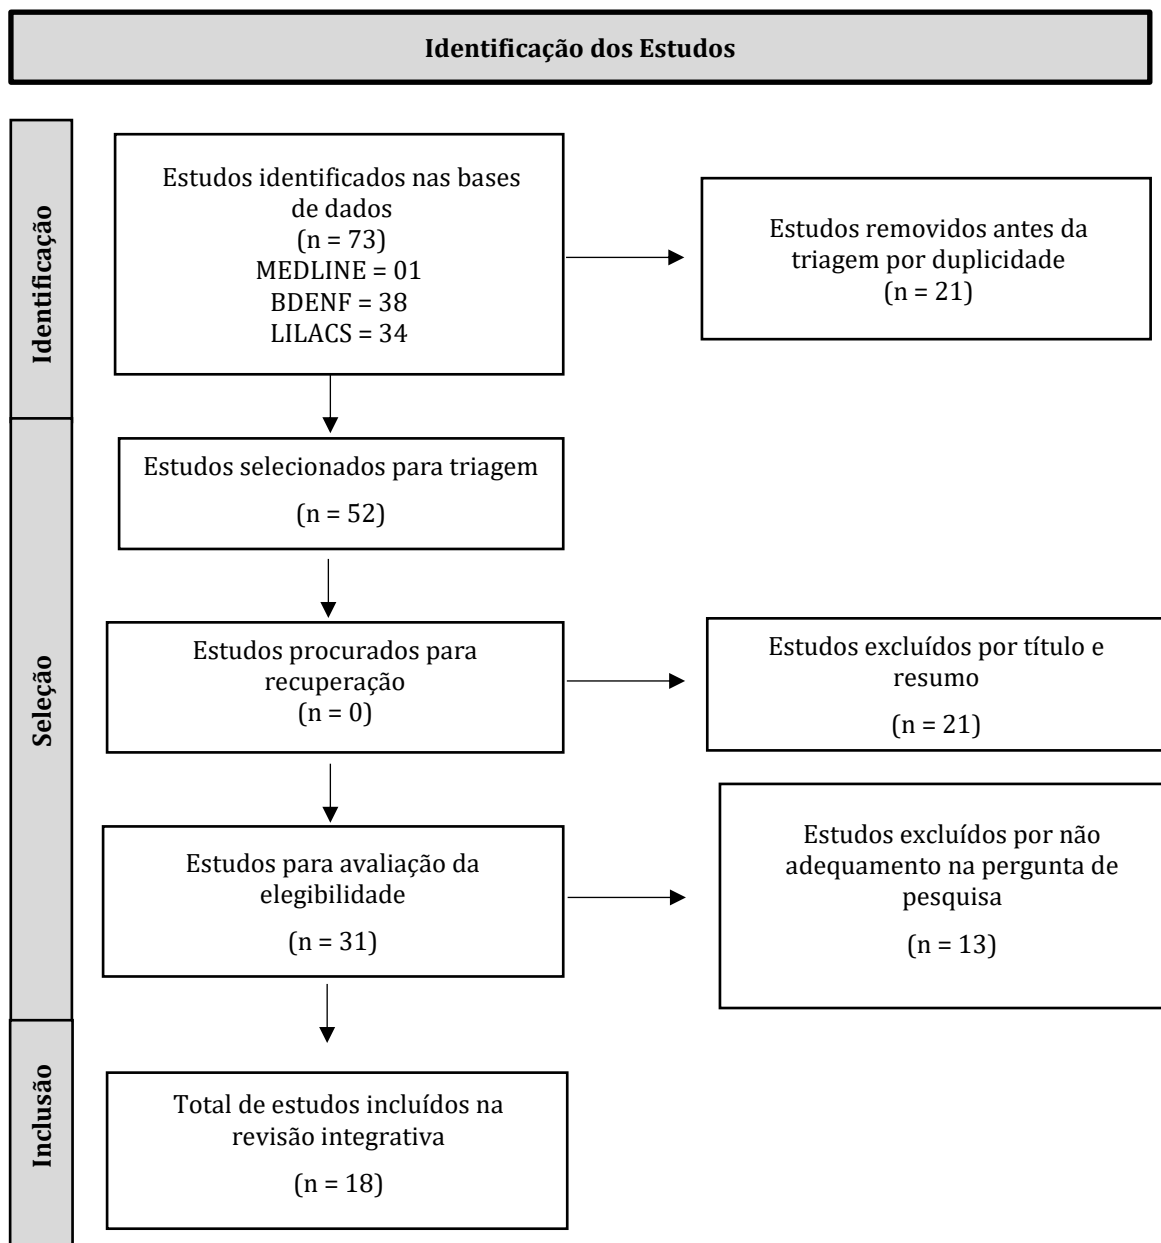 Identificação dos Estudos
Identificação
Estudos identificados nas bases
de dados
(n = 73)
MEDLINE = 01
BDENF = 38
LILACS = 34
Estudos removidos antes da
triagem por duplicidade
(n = 21)
Seleção
Estudos selecionados para triagem
(n = 52)
Estudos procurados para
recuperação
(n = 0)
Estudos excluídos por título e
resumo
(n = 21)
Estudos para avaliação da
elegibilidade
(n = 31)
Estudos excluídos por não
adequamento na pergunta de
pesquisa
(n = 13)
Inclusão
Total de estudos incluídos na
revisão integrativa
(n = 18)